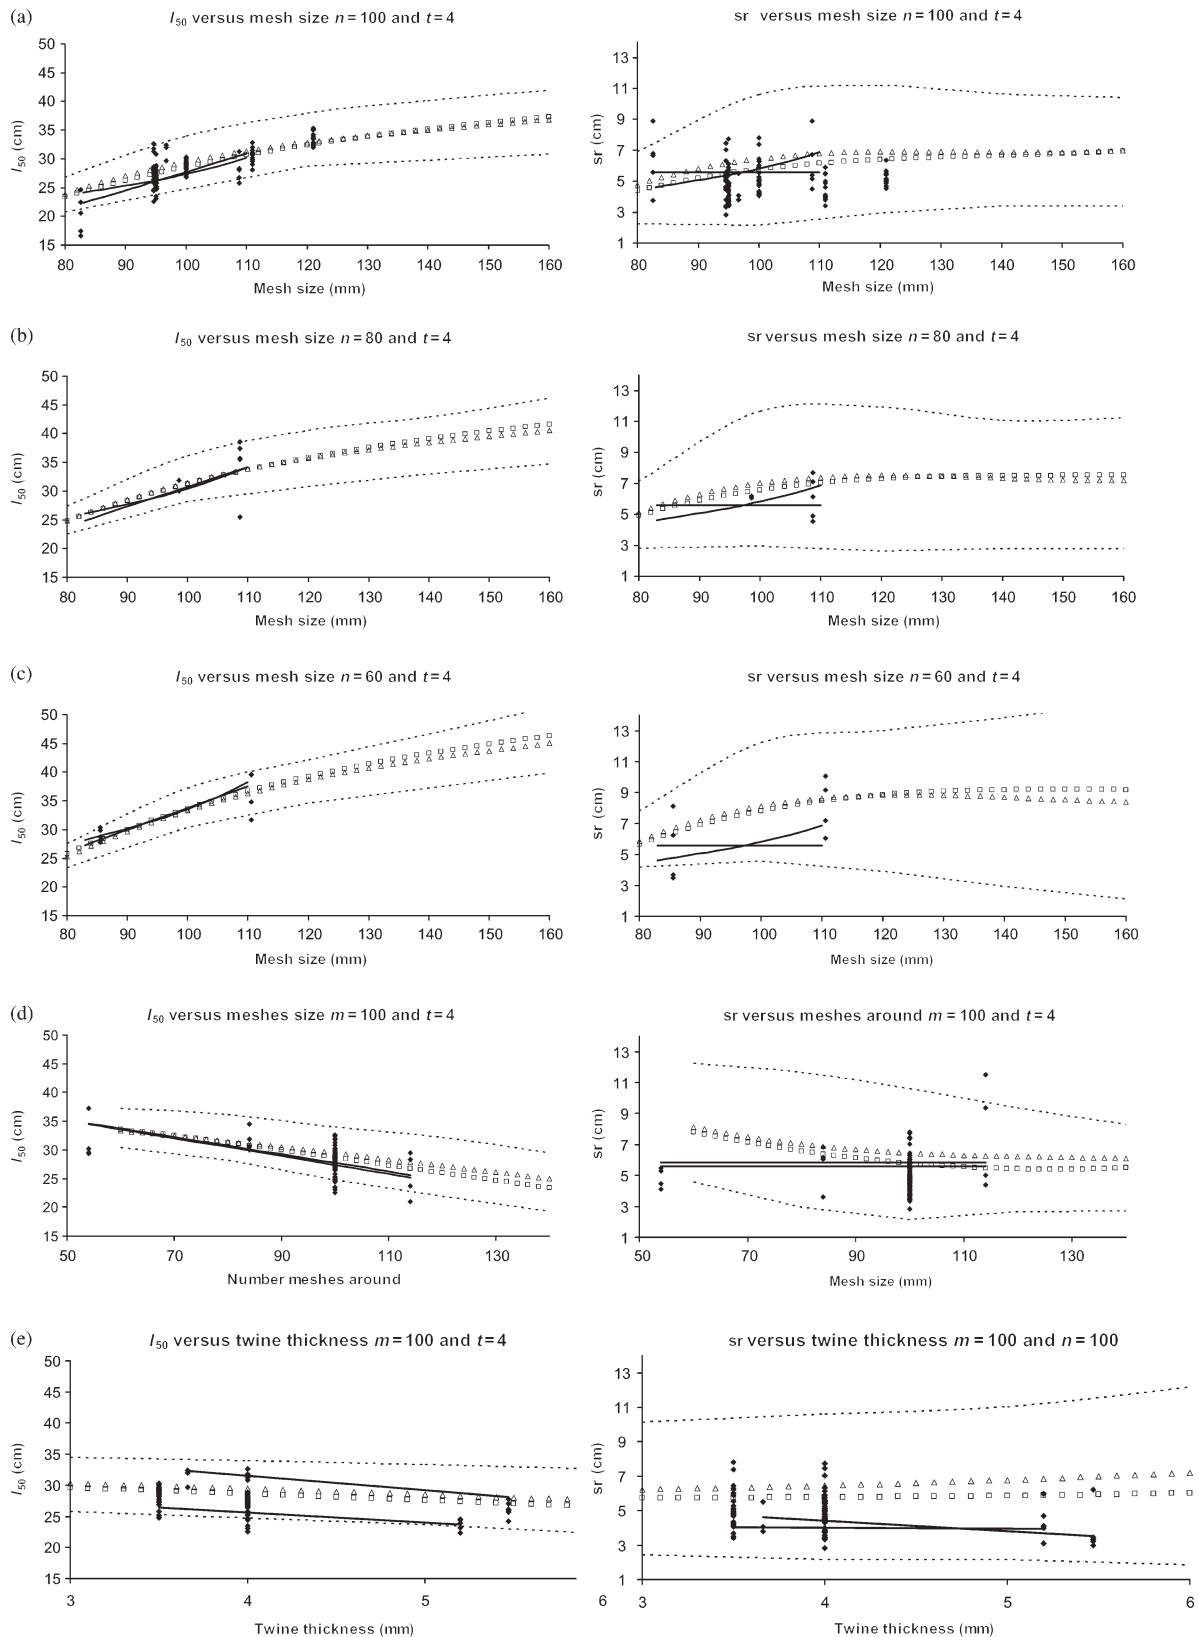 (a)
l50 versus mesh size n = 100 and t = 4
50
45
40
35
30
25
20
15
l50 (cm)
80 90 100 110 120 130 140 150 160
Mesh size (mm)
sr versus mesh size n = 100 and t = 4
13
11
9
7
5
3
1
sr (cm)
80 90 100 110 120 130 140 150 160
Mesh size (mm)
(b)
l50 versus mesh size n = 80 and t = 4
50
45
40
35
30
25
20
15
l50 (cm)
80 90 100 110 120 130 140 150 160
Mesh size (mm)
sr versus mesh size n = 80 and t = 4
13
11
9
7
5
3
1
sr (cm)
80 90 100 110 120 130 140 150 160
Mesh size (mm)
(c)
l50 versus mesh size n = 60 and t = 4
50
45
40
35
30
25
20
15
l50 (cm)
80 90 100 110 120 130 140 150 160
Mesh size (mm)
sr versus mesh size n = 60 and t = 4
13
11
9
7
5
3
1
sr (cm)
80 90 100 110 120 130 140 150 160
Mesh size (mm)
(d)
l50 versus meshes size m = 100 and t = 4
50
45
40
35
30
25
20
15
l50 (cm)
50 70 90 110 130
Number meshes around
sr versus meshes around m = 100 and t = 4
13
11
9
7
5
3
1
sr (cm)
50 70 90 110 130
Mesh size (mm)
(e)
l50 versus twine thickness m = 100 and t = 4
50
45
40
35
30
25
20
15
l50 (cm)
3 4 5 6
Twine thickness (mm)
sr versus twine thickness m = 100 and n = 100
13
11
9
7
5
3
1
sr (cm)
3 4 5 6
Twine thickness (mm)